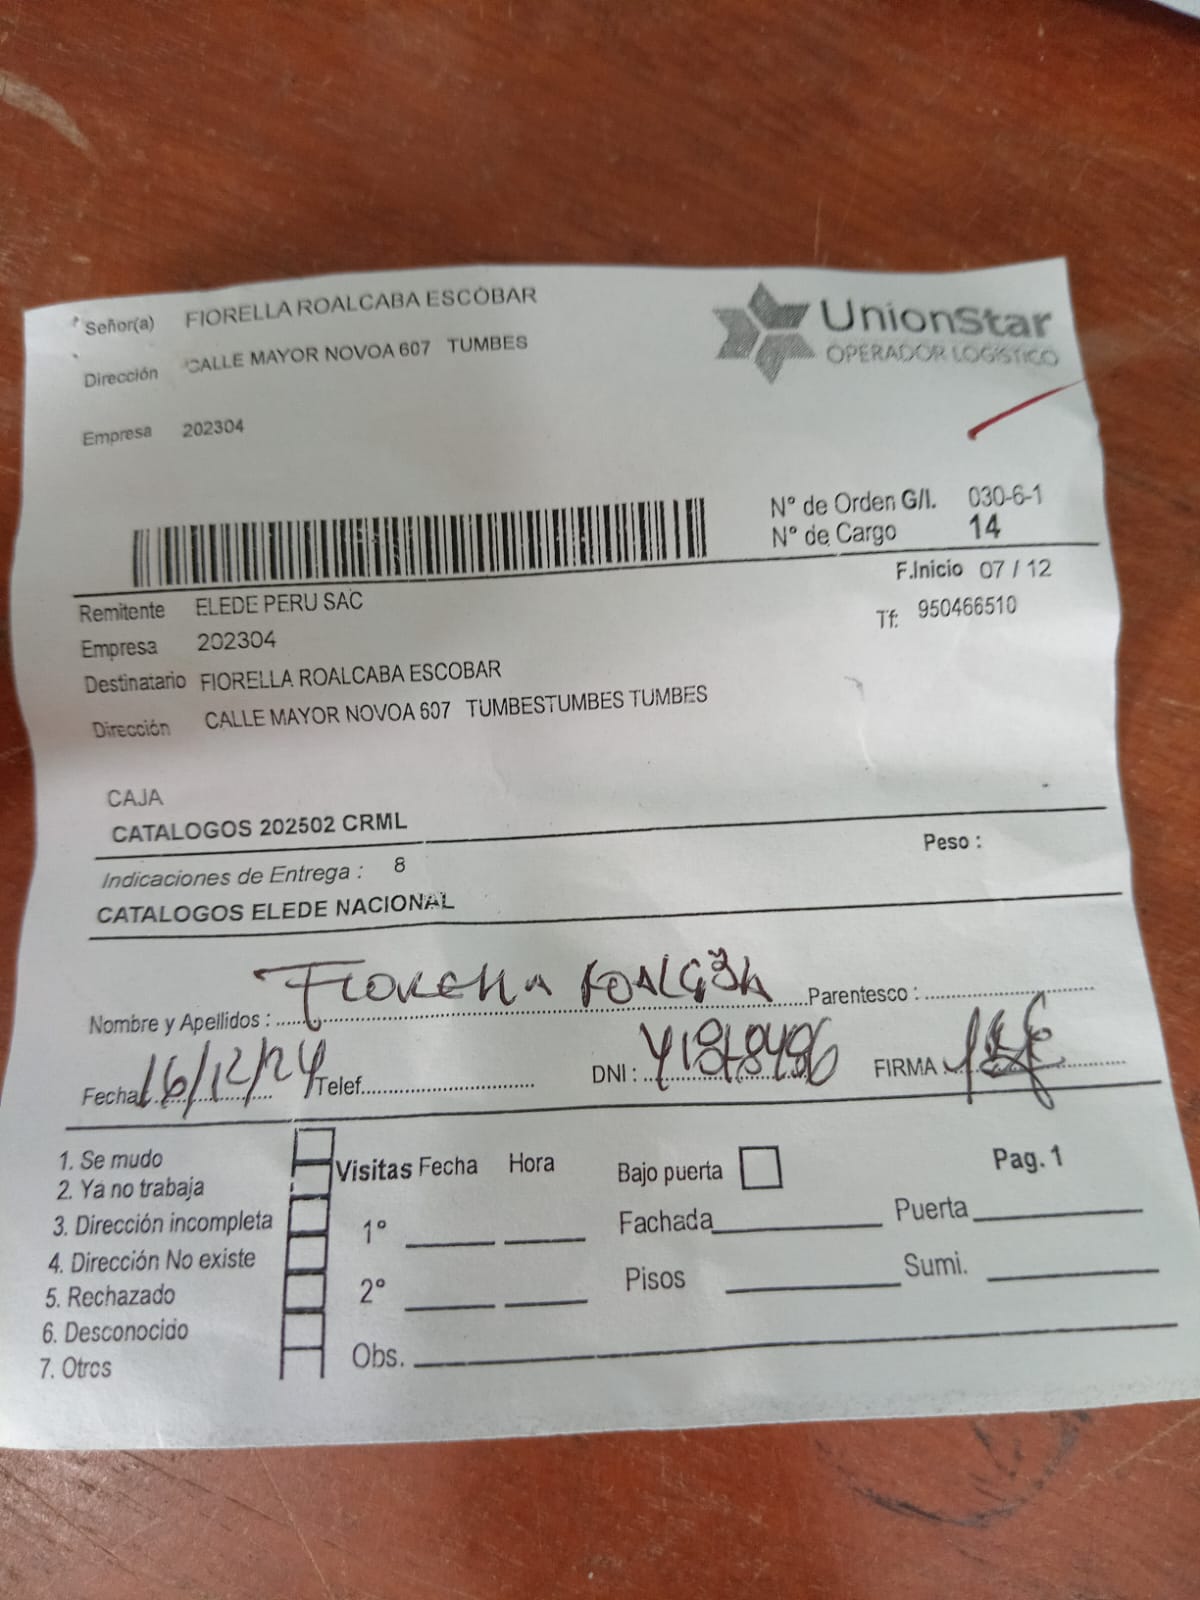 Señor(a) FIORELLA ROALCABA ESCOBAR
UnionStar
OPERADOR LOGÍSTICO
Dirección CALLE MAYOR NOVOA 607 TUMBES
Empresa 202304
N° de Orden G/I. 030-6-1
N° de Cargo 14
F.Inicio 07 / 12
Remitente ELEDE PERU SAC
Tf: 950466510
Empresa 202304
Destinatario FIORELLA ROALCABA ESCOBAR
Dirección CALLE MAYOR NOVOA 607 TUMBESTUMBES TUMBES
CAJA
CATALOGOS 202502 CRML
Peso :
Indicaciones de Entrega : 8
CATALOGOS ELEDE NACIONAL
Nombre y Apellidos : FIORELLA ROALCABA Parentesco :
Fecha 16/12/24 Telef. DNI : FIRMA
1. Se mudo
2. Ya no trabaja
3. Dirección incompleta
4. Dirección No existe
5. Rechazado
6. Desconocido
7. Otros
Visitas Fecha Hora
1°
2°
Obs.
Bajo puerta
Pag. 1
Fachada Puerta
Pisos Sumi.